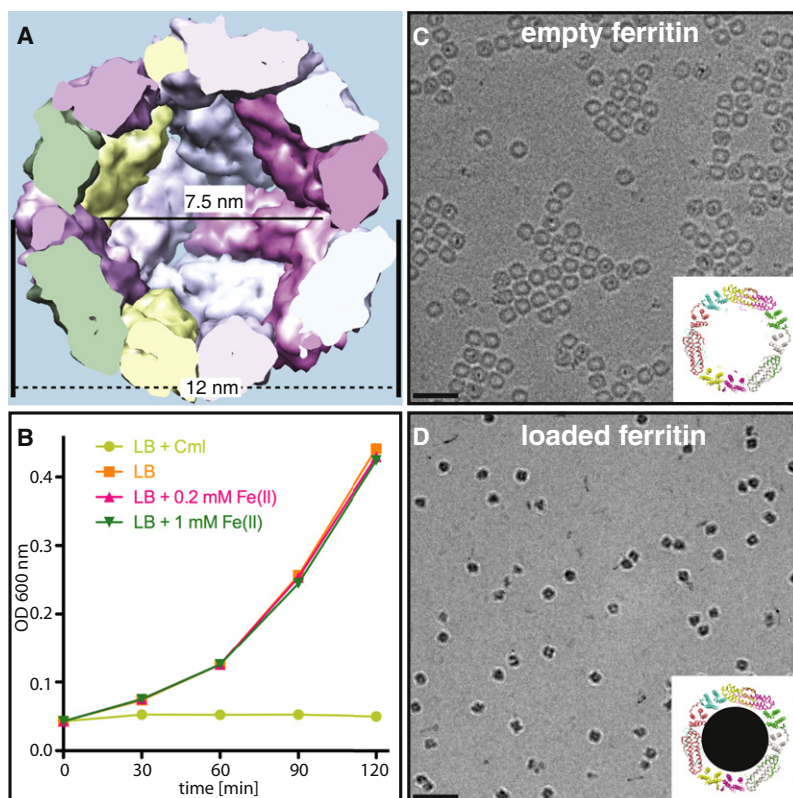 A
7.5 nm
12 nm
B
LB + Cml
LB
LB + 0.2 mM Fe(II)
LB + 1 mM Fe(II)
OD 600 nm
0.4
0.3
0.2
0.1
0.0
0 30 60 90 120
time [min]
C empty ferritin
D loaded ferritin